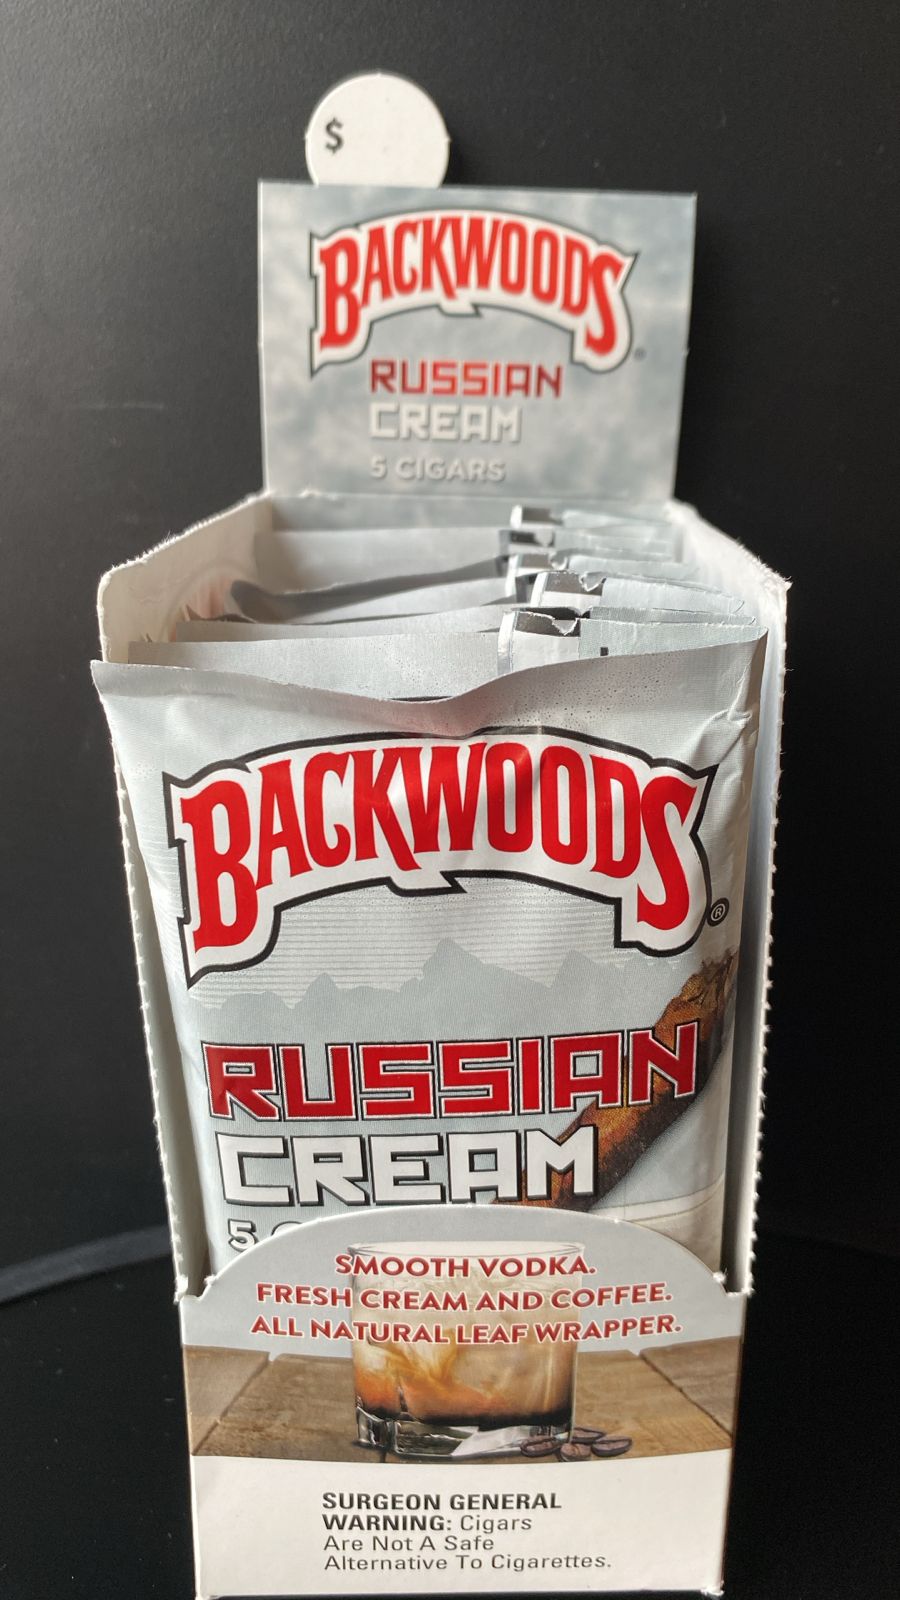 $
BACKWOODS®
RUSSIAN
CREAM
5 CIGARS
BACKWOODS®
RUSSIAN
CREAM
5
SMOOTH VODKA.
FRESH CREAM AND COFFEE.
ALL NATURAL LEAF WRAPPER.
SURGEON GENERAL
WARNING: Cigars
Are Not A Safe
Alternative To Cigarettes.